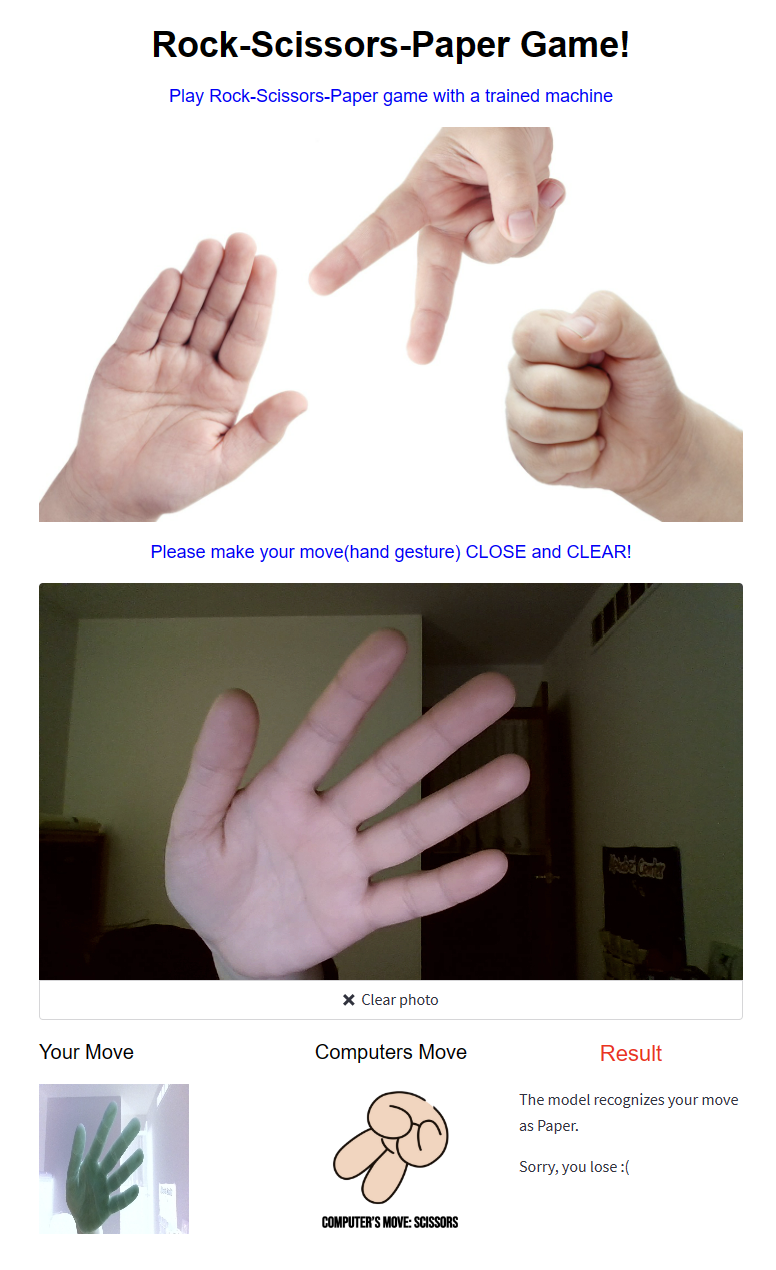 Rock-Scissors-Paper Game!
Play Rock-Scissors-Paper game with a trained machine
Please make your move(hand gesture) CLOSE and CLEAR!
Clear photo
Your Move
Computers Move
Result
The model recognizes your move
as Paper.
Sorry, you lose :(
COMPUTER'S MOVE: SCISSORS